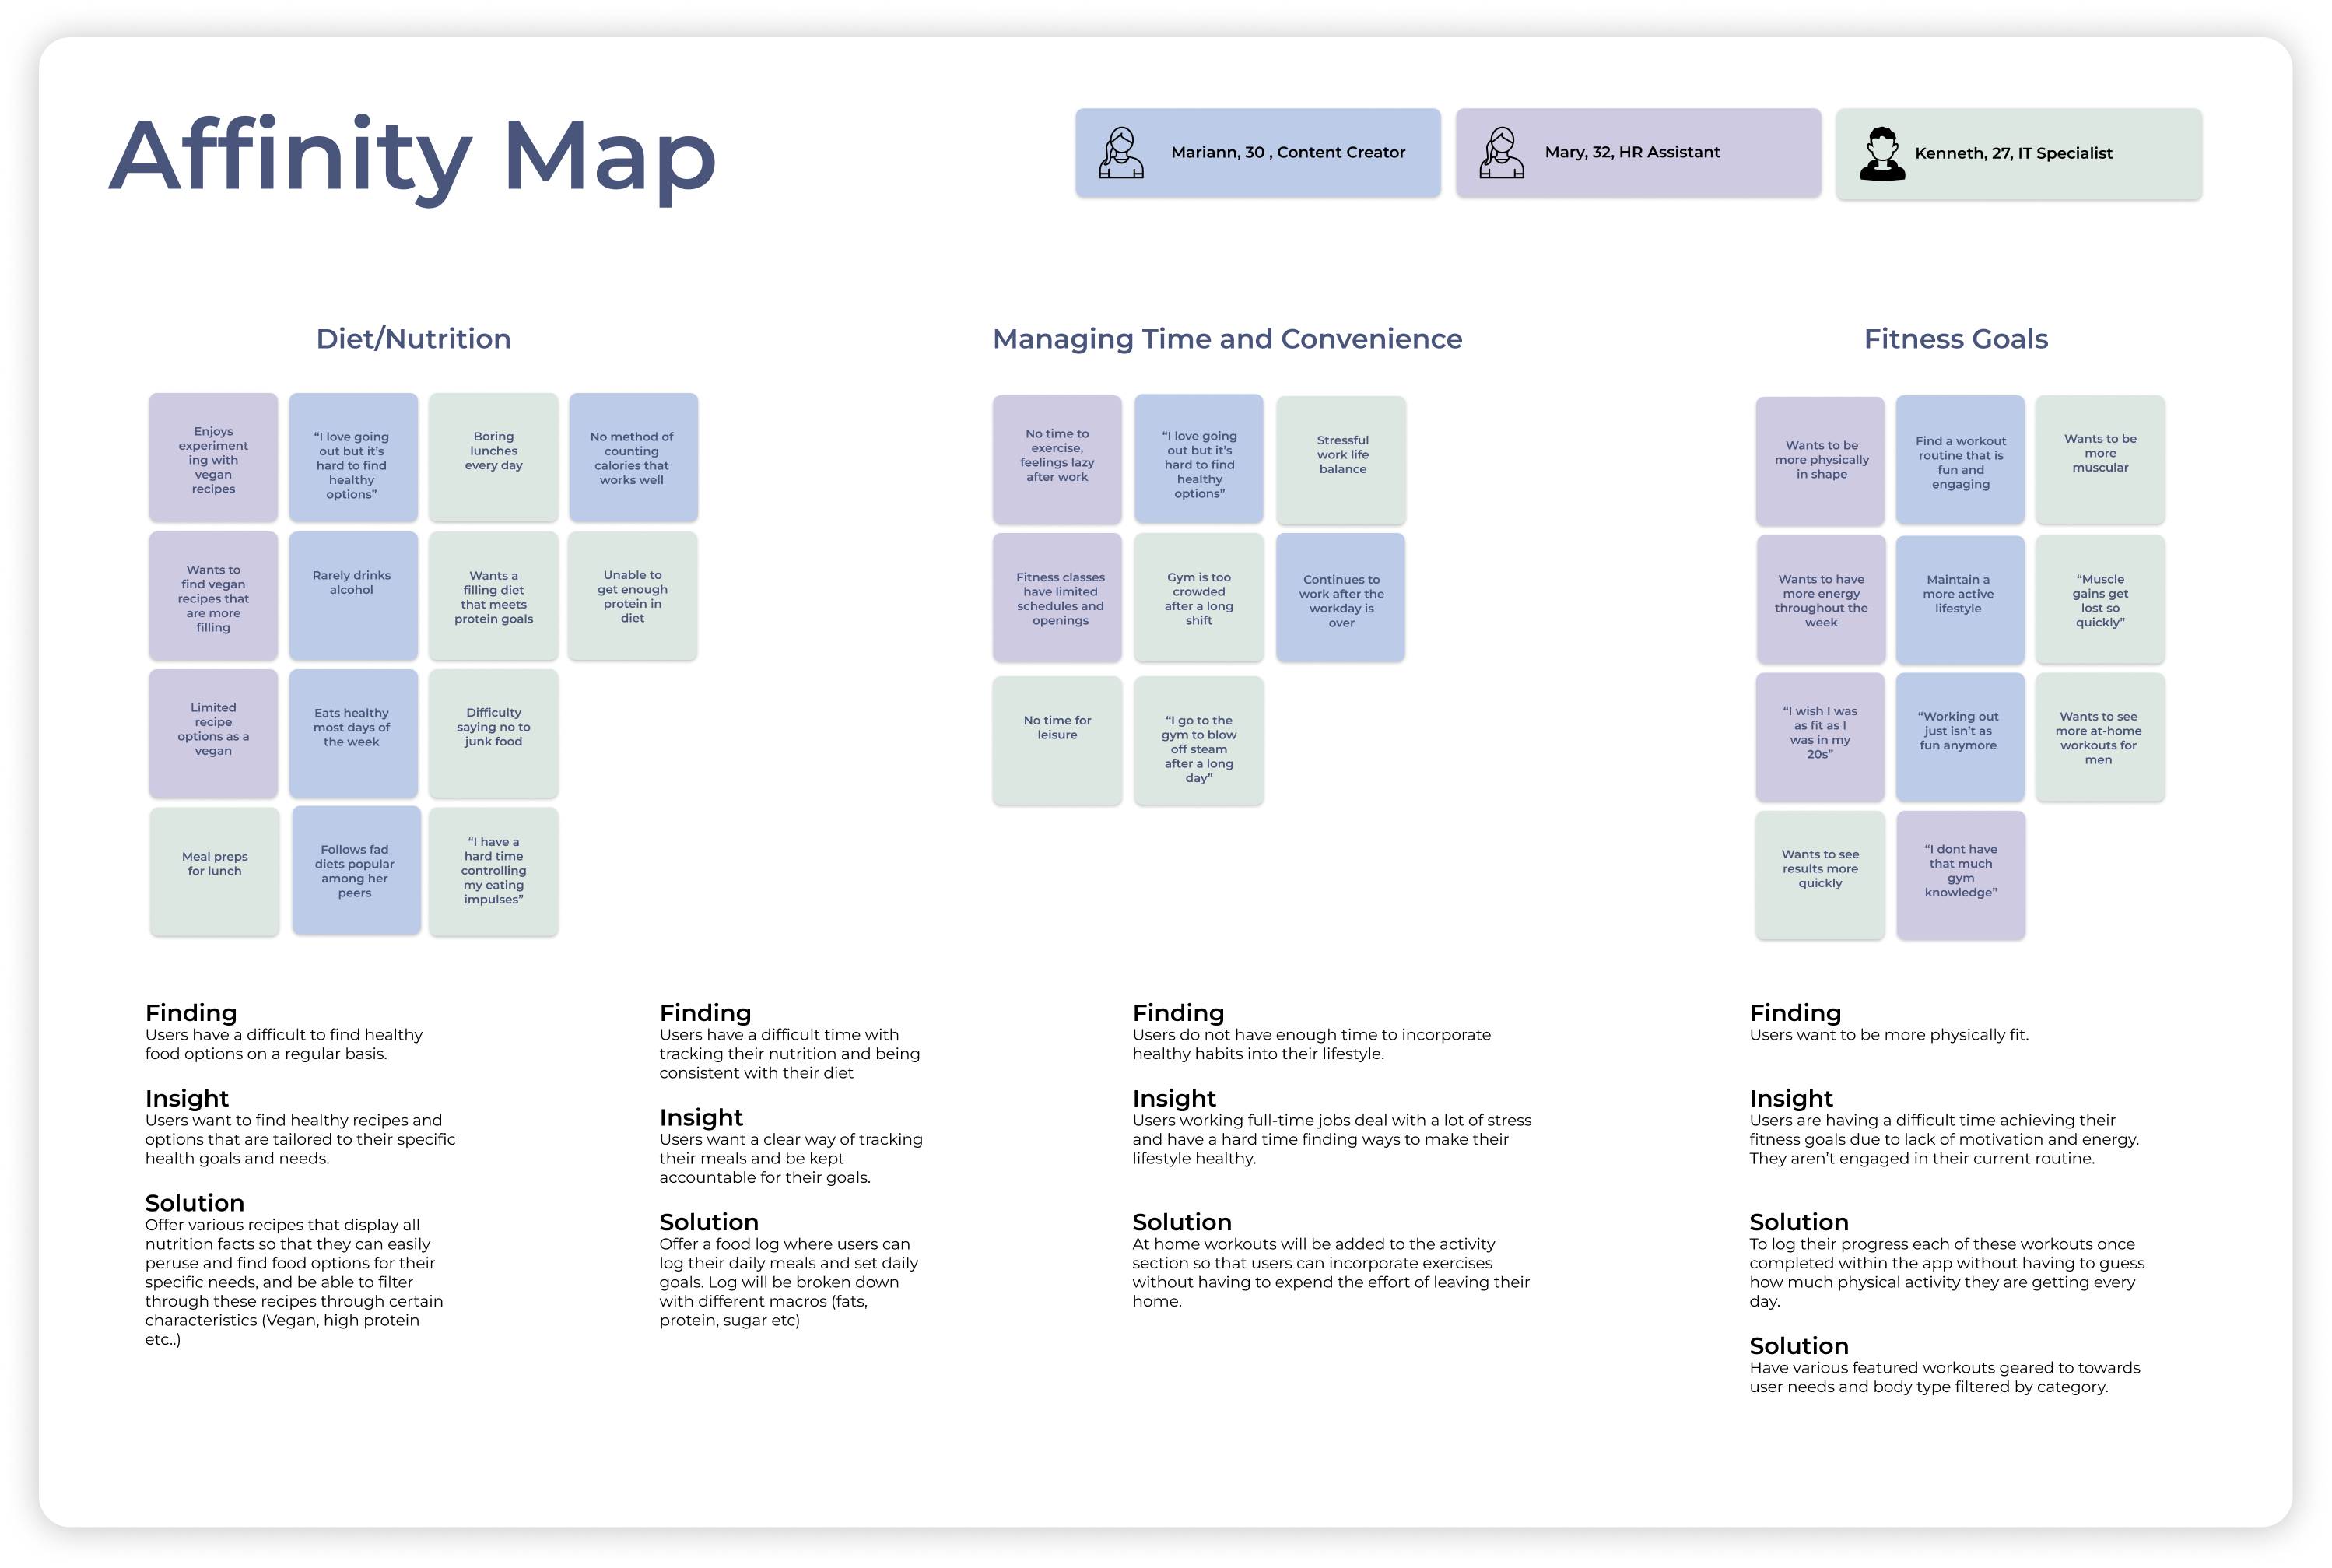 Affinity Map
Mariann, 30 , Content Creator
Mary, 32, HR Assistant
Kenneth, 27, IT Specialist
Diet/Nutrition
Enjoys
experiment
ing with
vegan
recipes
“I love going
out but it’s
hard to find
healthy
options”
Boring
lunches
every day
No method of
counting
calories that
works well
Wants to
find vegan
recipes that
are more
filling
Rarely drinks
alcohol
Wants a
filling diet
that meets
protein goals
Unable to
get enough
protein in
diet
Limited
recipe
options as a
vegan
Eats healthy
most days of
the week
Difficulty
saying no to
junk food
Meal preps
for lunch
Follows fad
diets popular
among her
peers
“I have a
hard time
controlling
my eating
impulses”
Managing Time and Convenience
No time to
exercise,
feelings lazy
after work
“I love going
out but it’s
hard to find
healthy
options”
Stressful
work life
balance
Fitness classes
have limited
schedules and
openings
Gym is too
crowded
after a long
shift
Continues to
work after the
workday is
over
No time for
leisure
“I go to the
gym to blow
off steam
after a long
day”
Fitness Goals
Wants to be
more physically
in shape
Find a workout
routine that is
fun and
engaging
Wants to be
more
muscular
Wants to have
more energy
throughout the
week
Maintain a
more active
lifestyle
“Muscle
gains get
lost so
quickly”
“I wish I was
as fit as I
was in my
20s”
“Working out
just isn’t as
fun anymore
Wants to see
more at-home
workouts for
men
Wants to see
results more
quickly
“I dont have
that much
gym
knowledge”
Finding
Users have a difficult to find healthy
food options on a regular basis.
Insight
Users want to find healthy recipes and
options that are tailored to their specific
health goals and needs.
Solution
Offer various recipes that display all
nutrition facts so that they can easily
peruse and find food options for their
specific needs, and be able to filter
through these recipes through certain
characteristics (Vegan, high protein
etc..)
Finding
Users have a difficult time with
tracking their nutrition and being
consistent with their diet
Insight
Users want a clear way of tracking
their meals and be kept
accountable for their goals.
Solution
Offer a food log where users can
log their daily meals and set daily
goals. Log will be broken down
with different macros (fats,
protein, sugar etc)
Finding
Users do not have enough time to incorporate
healthy habits into their lifestyle.
Insight
Users working full-time jobs deal with a lot of stress
and have a hard time finding ways to make their
lifestyle healthy.
Solution
At home workouts will be added to the activity
section so that users can incorporate exercises
without having to expend the effort of leaving their
home.
Finding
Users want to be more physically fit.
Insight
Users are having a difficult time achieving their
fitness goals due to lack of motivation and energy.
They aren’t engaged in their current routine.
Solution
To log their progress each of these workouts once
completed within the app without having to guess
how much physical activity they are getting every
day.
Solution
Have various featured workouts geared to towards
user needs and body type filtered by category.